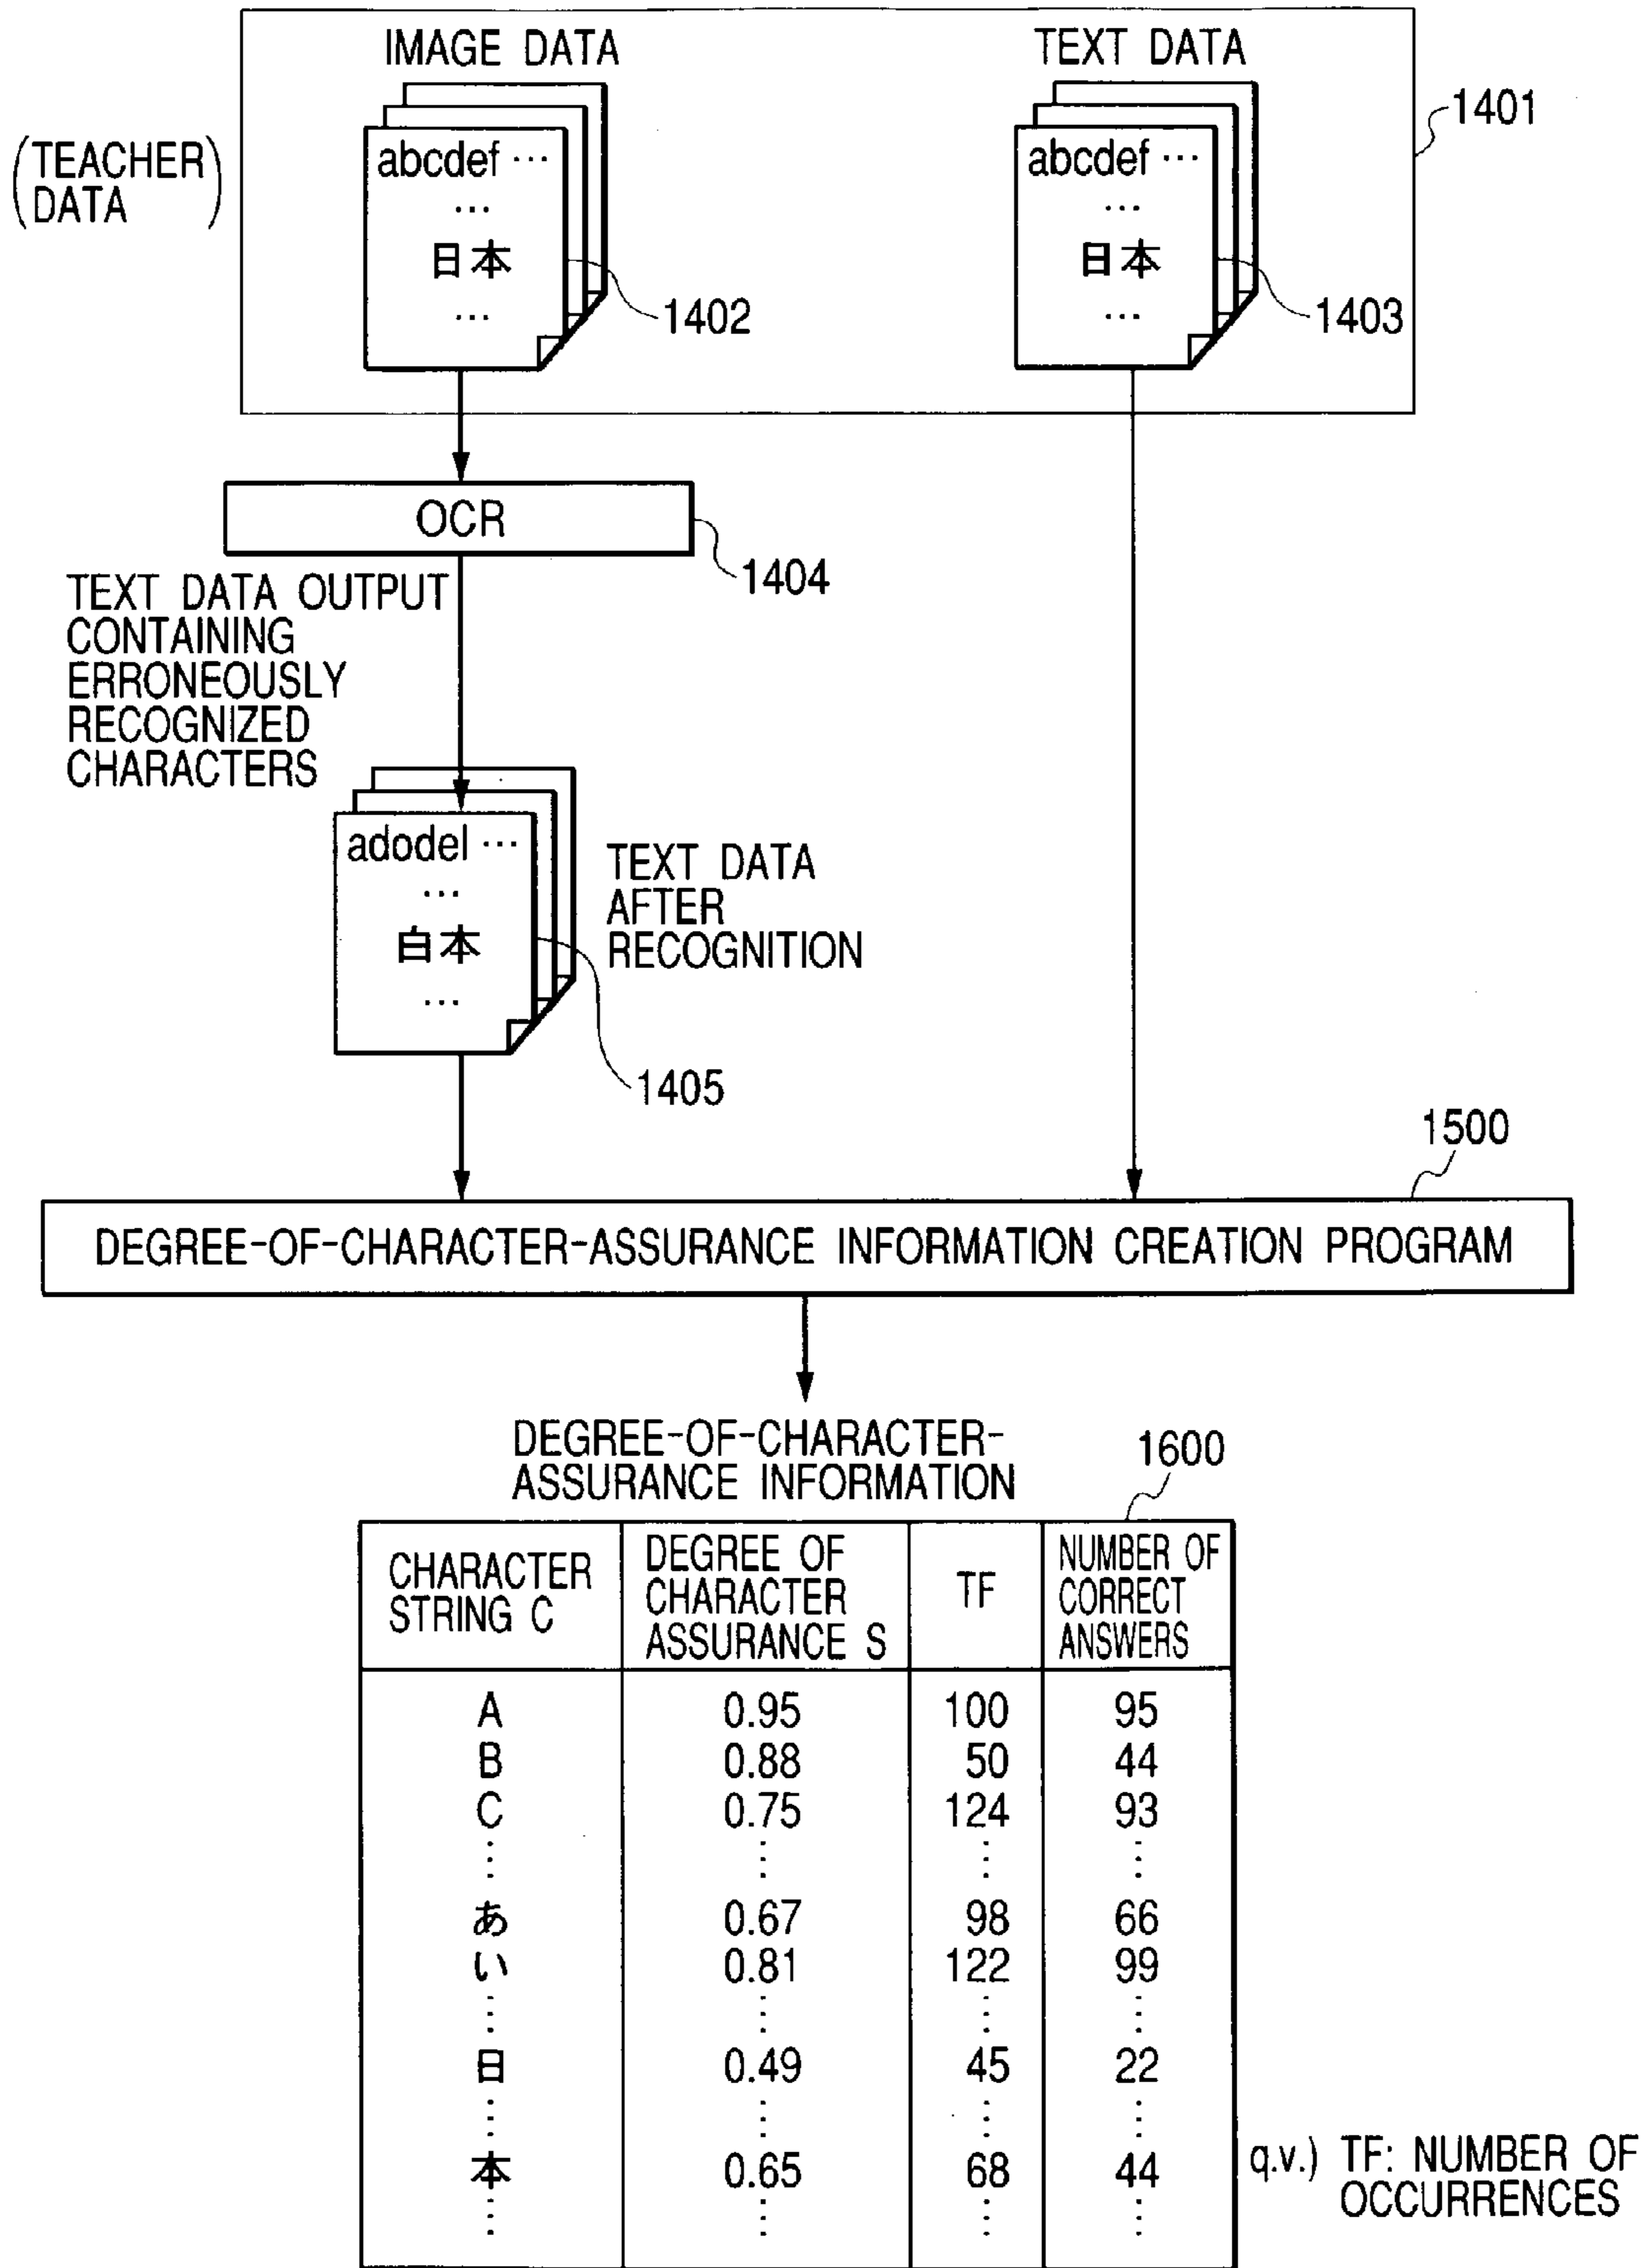 IMAGE DATA
TEXT DATA
(TEACHER
DATA)
abcdef ···
···
日本
···
1402
abcdef ···
···
日本
···
1403
1401
OCR
1404
TEXT DATA OUTPUT
CONTAINING
ERRONEOUSLY
RECOGNIZED
CHARACTERS
adodel ···
···
白本
···
TEXT DATA
AFTER
RECOGNITION
1405
1500
DEGREE-OF-CHARACTER-ASSURANCE INFORMATION CREATION PROGRAM
DEGREE-OF-CHARACTER-
ASSURANCE INFORMATION
1600
CHARACTER
STRING C
DEGREE OF
CHARACTER
ASSURANCE S
TF
NUMBER OF
CORRECT
ANSWERS
A 0.95 100 95
B 0.88 50 44
C 0.75 124 93
⋮ ⋮ ⋮ ⋮
あ 0.67 98 66
い 0.81 122 99
⋮ ⋮ ⋮ ⋮
日 0.49 45 22
⋮ ⋮ ⋮ ⋮
本 0.65 68 44
⋮ ⋮ ⋮ ⋮
q.v.) TF: NUMBER OF
OCCURRENCES